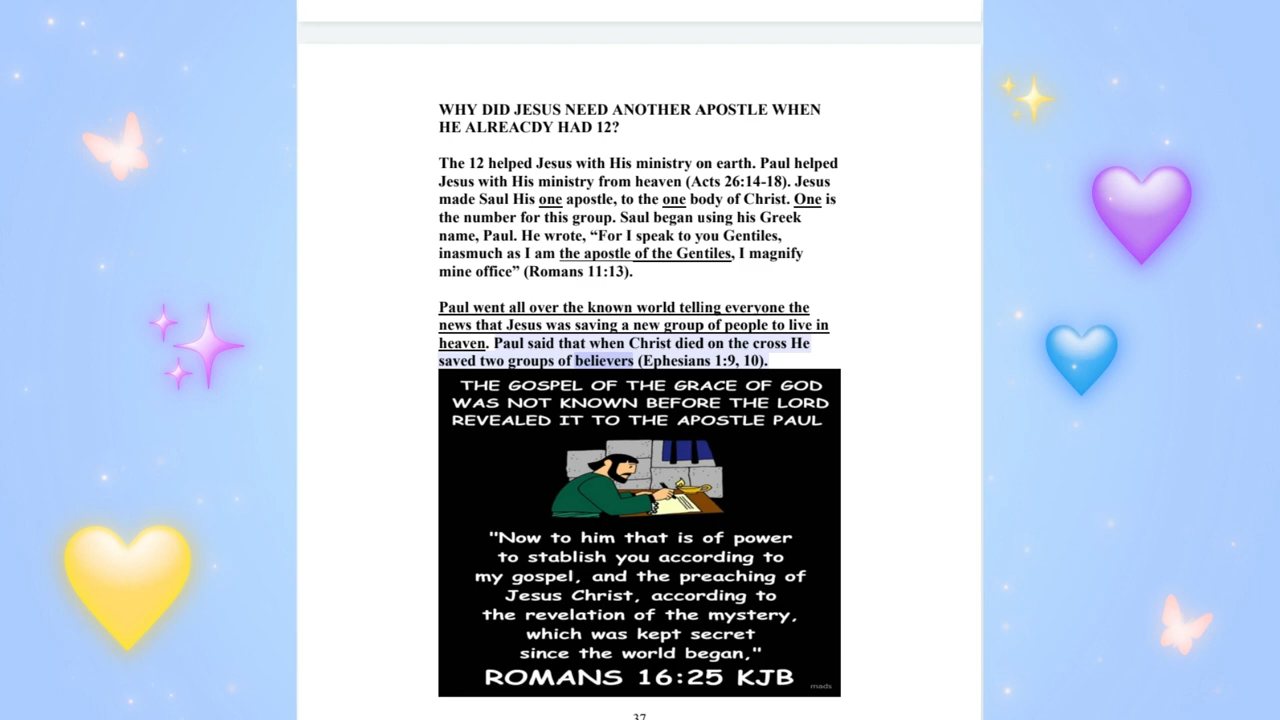 WHY DID JESUS NEED ANOTHER APOSTLE WHEN
HE ALREACDY HAD 12?
The 12 helped Jesus with His ministry on earth. Paul helped
Jesus with His ministry from heaven (Acts 26:14-18). Jesus
made Saul His one apostle, to the one body of Christ. One is
the number for this group. Saul began using his Greek
name, Paul. He wrote, “For I speak to you Gentiles,
inasmuch as I am the apostle of the Gentiles, I magnify
mine office” (Romans 11:13).
Paul went all over the known world telling everyone the
news that Jesus was saving a new group of people to live in
heaven. Paul said that when Christ died on the cross He
saved two groups of believers (Ephesians 1:9, 10).
THE GOSPEL OF THE GRACE OF GOD
WAS NOT KNOWN BEFORE THE LORD
REVEALED IT TO THE APOSTLE PAUL
"Now to him that is of power
to stablish you according to
my gospel, and the preaching of
Jesus Christ, according to
the revelation of the mystery,
which was kept secret
since the world began,"
ROMANS 16:25 KJB
mads
37